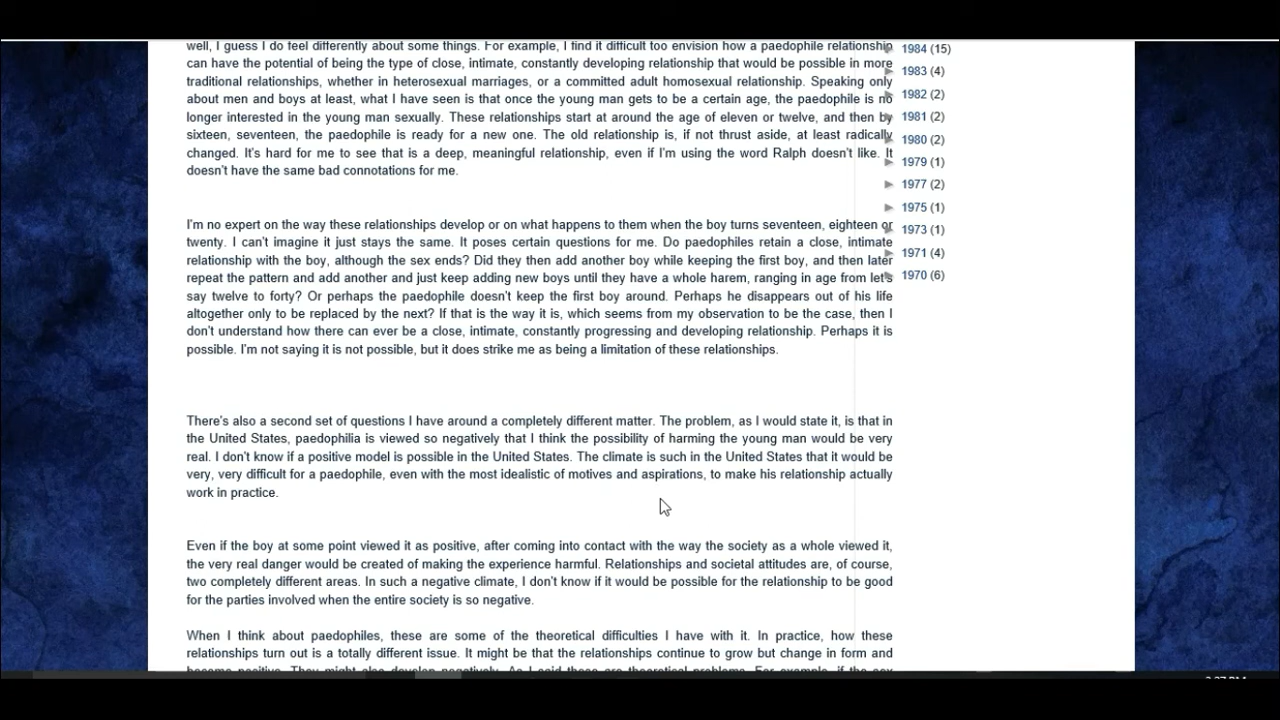 well, I guess I do feel differently about some things. For example, I find it difficult too envision how a paedophile relationship
can have the potential of being the type of close, intimate, constantly developing relationship that would be possible in more
traditional relationships, whether in heterosexual marriages, or a committed adult homosexual relationship. Speaking only
about men and boys at least, what I have seen is that once the young man gets to be a certain age, the paedophile is no
longer interested in the young man sexually. These relationships start at around the age of eleven or twelve, and then by
sixteen, seventeen, the paedophile is ready for a new one. The old relationship is, if not thrust aside, at least radically
changed. It's hard for me to see that is a deep, meaningful relationship, even if I'm using the word Ralph doesn't like. It
doesn't have the same bad connotations for me.
I'm no expert on the way these relationships develop or on what happens to them when the boy turns seventeen, eighteen or
twenty. I can't imagine it just stays the same. It poses certain questions for me. Do paedophiles retain a close, intimate
relationship with the boy, although the sex ends? Did they then add another boy while keeping the first boy, and then later
repeat the pattern and add another and just keep adding new boys until they have a whole harem, ranging in age from let's
say twelve to forty? Or perhaps the paedophile doesn't keep the first boy around. Perhaps he disappears out of his life
altogether only to be replaced by the next? If that is the way it is, which seems from my observation to be the case, then I
don't understand how there can ever be a close, intimate, constantly progressing and developing relationship. Perhaps it is
possible. I'm not saying it is not possible, but it does strike me as being a limitation of these relationships.
There's also a second set of questions I have around a completely different matter. The problem, as I would state it, is that in
the United States, paedophilia is viewed so negatively that I think the possibility of harming the young man would be very
real. I don't know if a positive model is possible in the United States. The climate is such in the United States that it would be
very, very difficult for a paedophile, even with the most idealistic of motives and aspirations, to make his relationship actually
work in practice.
Even if the boy at some point viewed it as positive, after coming into contact with the way the society as a whole viewed it,
the very real danger would be created of making the experience harmful. Relationships and societal attitudes are, of course,
two completely different areas. In such a negative climate, I don't know if it would be possible for the relationship to be good
for the parties involved when the entire society is so negative.
When I think about paedophiles, these are some of the theoretical difficulties I have with it. In practice, how these
relationships turn out is a totally different issue. It might be that the relationships continue to grow but change in form and
1984 (15)
1983 (4)
1982 (2)
1981 (2)
1980 (2)
1979 (1)
1977 (2)
1975 (1)
1973 (1)
1971 (4)
1970 (6)